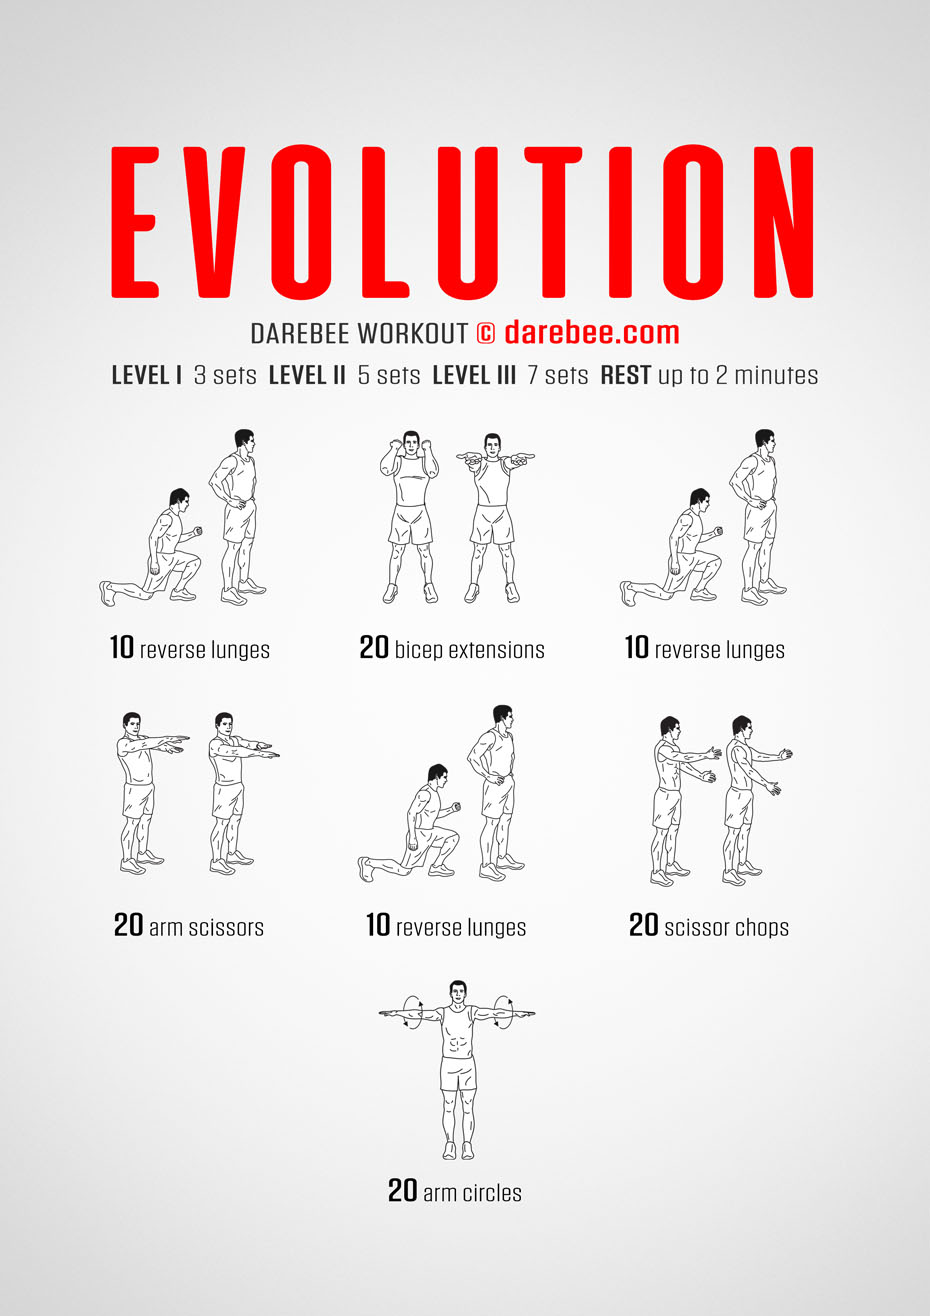 EVOLUTION
DAREBEE WORKOUT © darebee.com
LEVEL I 3 sets LEVEL II 5 sets LEVEL III 7 sets REST up to 2 minutes
10 reverse lunges
20 bicep extensions
10 reverse lunges
20 arm scissors
10 reverse lunges
20 scissor chops
20 arm circles